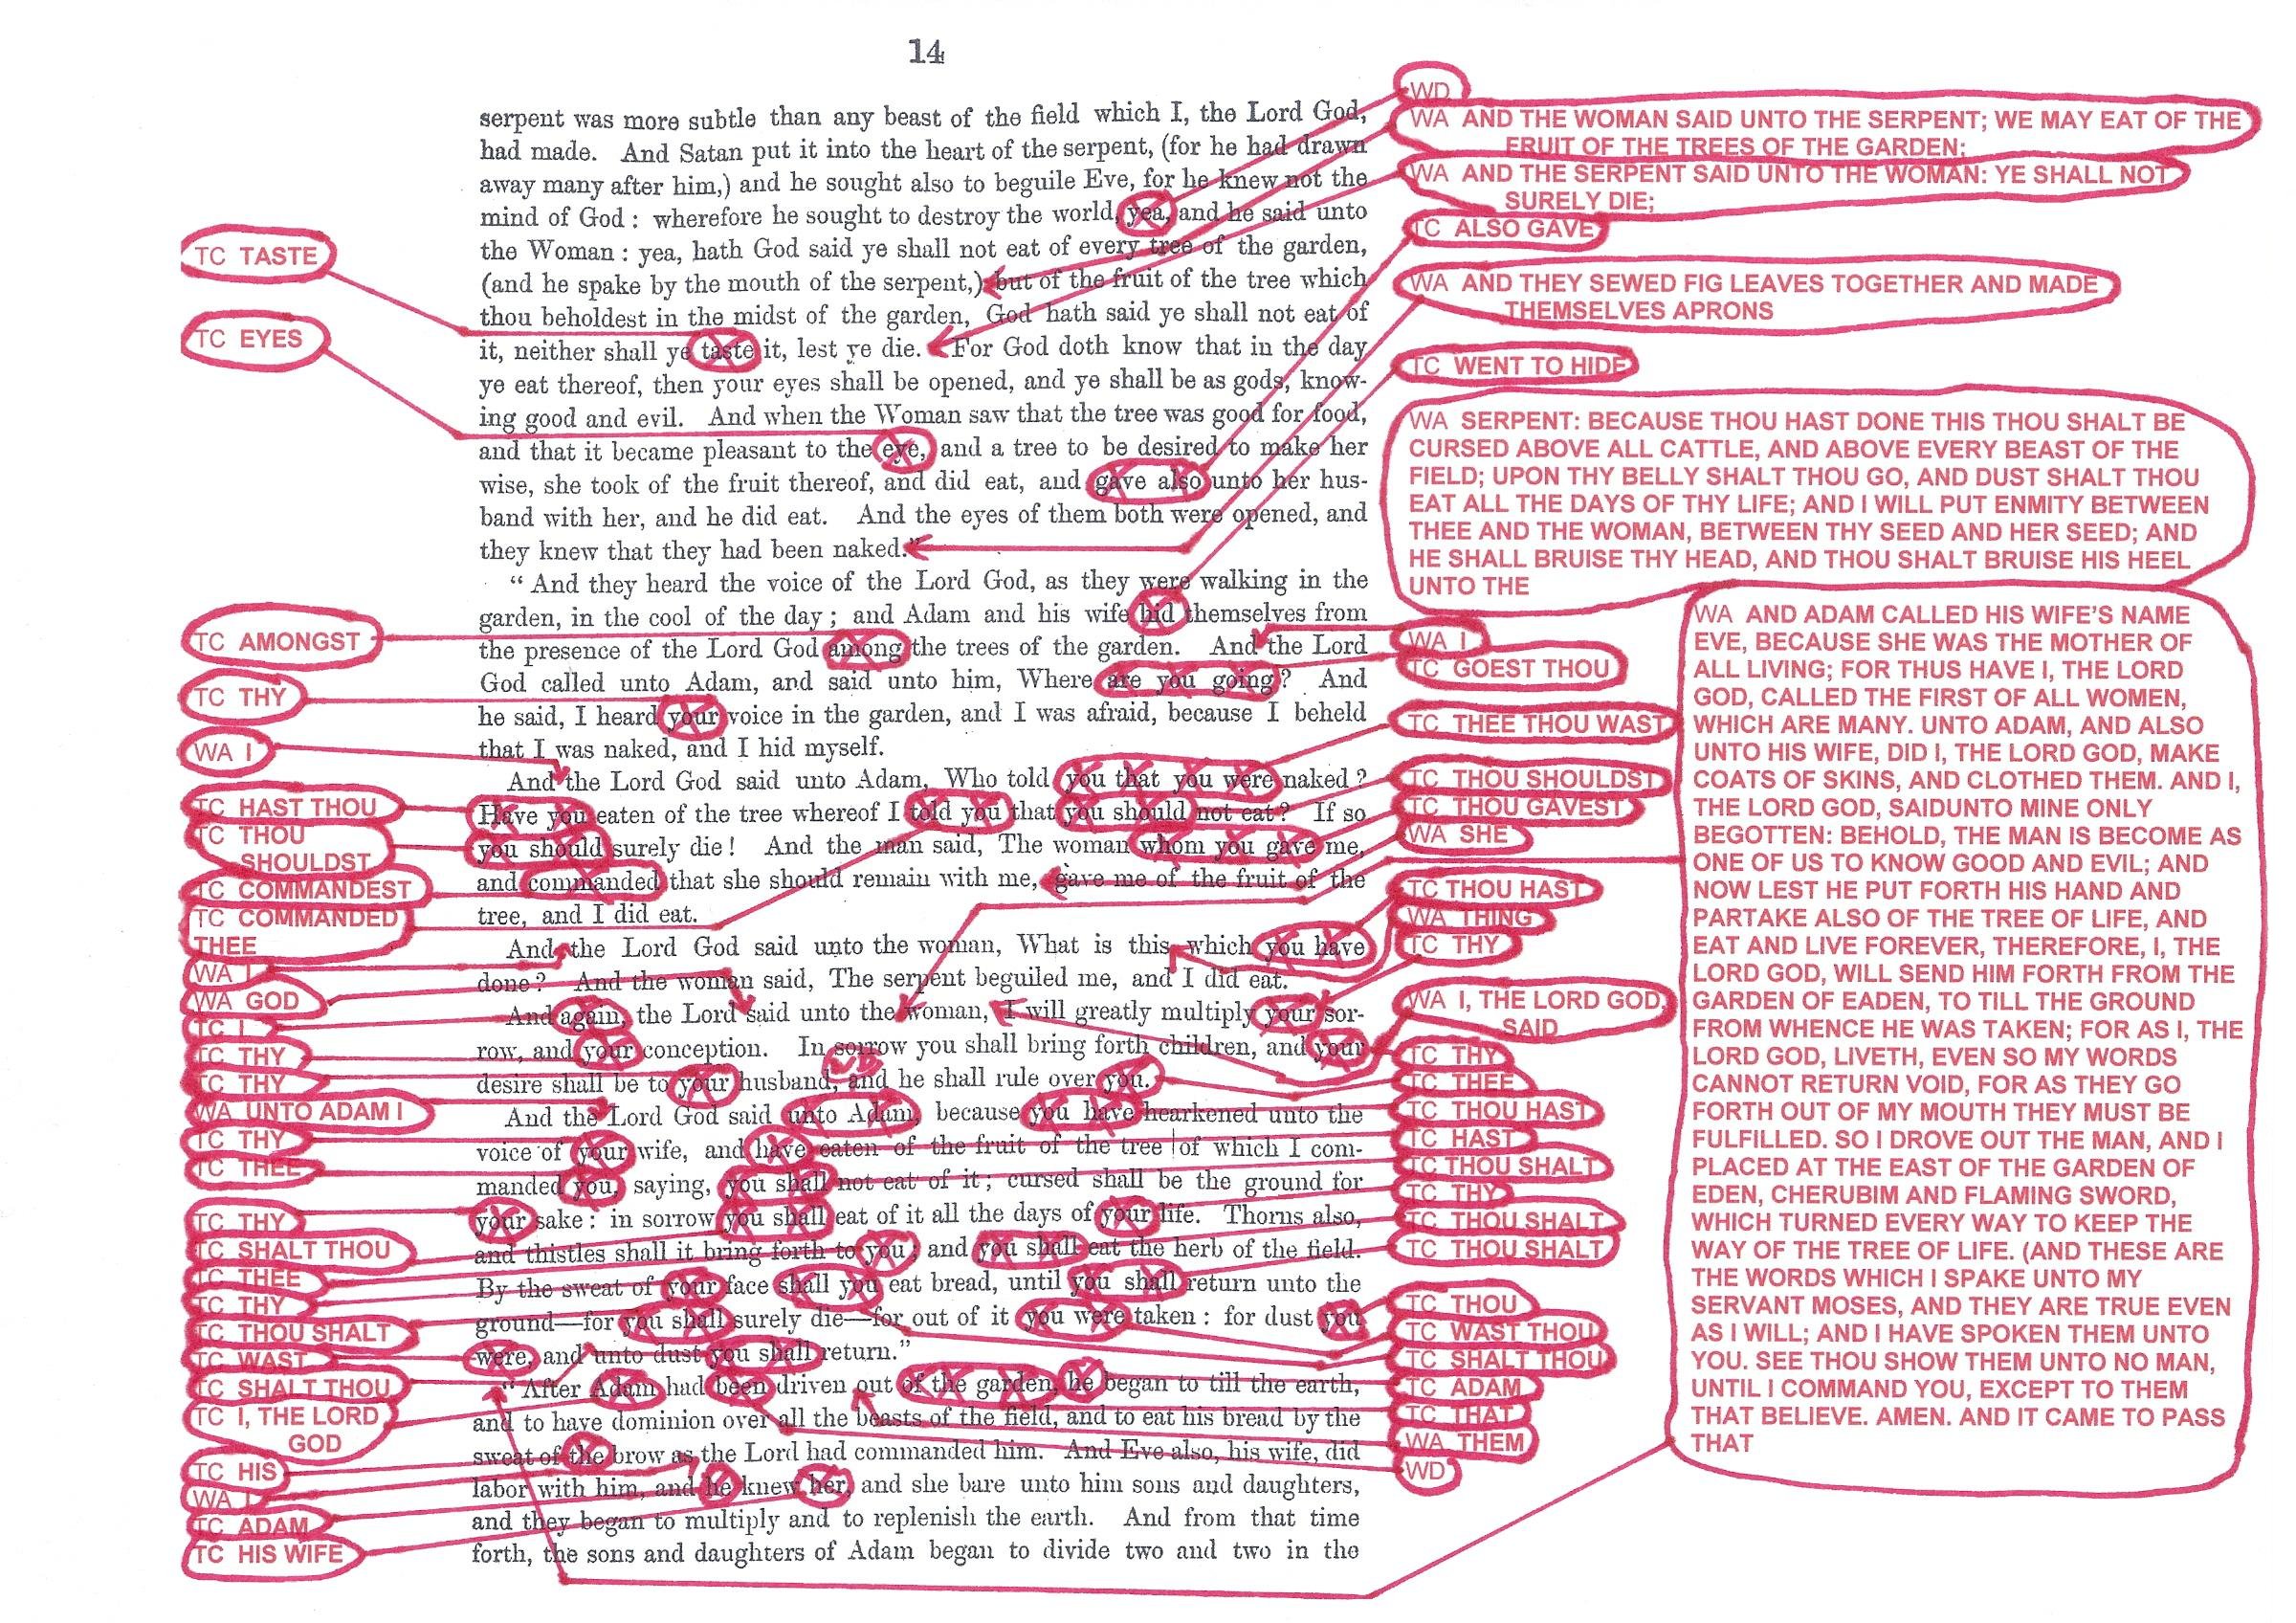 14
serpent was more subtle than any beast of the field which I, the Lord God,
had made. And Satan put it into the heart of the serpent, (for he had drawn
away many after him,) and he sought also to beguile Eve, for he knew not the
mind of God: wherefore he sought to destroy the world, yea, and he said unto
the Woman: yea, hath God said ye shall not eat of every tree of the garden,
(and he spake by the mouth of the serpent,) but of the fruit of the tree which
thou beholdest in the midst of the garden, God hath said ye shall not eat of
it, neither shall ye taste it, lest ye die. For God doth know that in the day
ye eat thereof, then your eyes shall be opened, and ye shall be as gods, know-
ing good and evil. And when the Woman saw that the tree was good for food,
and that it became pleasant to the eye, and a tree to be desired to make her
wise, she took of the fruit thereof, and did eat, and gave also unto her hus-
band with her, and he did eat. And the eyes of them both were opened, and
they knew that they had been naked."
"And they heard the voice of the Lord God, as they were walking in the
garden, in the cool of the day; and Adam and his wife hid themselves from
the presence of the Lord God among the trees of the garden. And the Lord
God called unto Adam, and said unto him, Where are you going? And
he said, I heard your voice in the garden, and I was afraid, because I beheld
that I was naked, and I hid myself.
And the Lord God said unto Adam, Who told you that you were naked?
Have you eaten of the tree whereof I told you that you should not eat? If so
you should surely die! And the man said, The woman whom you gave me,
and commanded that she should remain with me, gave me of the fruit of the
tree, and I did eat.
And the Lord God said unto the woman, What is this which you have
done? And the woman said, The serpent beguiled me, and I did eat.
And again, the Lord said unto the woman, I will greatly multiply your sor-
row, and your conception. In sorrow you shall bring forth children, and your
desire shall be to your husband, and he shall rule over you.
And the Lord God said unto Adam, because you have hearkened unto the
voice of your wife, and have eaten of the fruit of the tree of which I com-
manded you, saying, you shall not eat of it; cursed shall be the ground for
your sake: in sorrow you shall eat of it all the days of your life. Thorns also,
and thistles shall it bring forth to you; and you shall eat the herb of the field.
By the sweat of your face shall you eat bread, until you shall return unto the
ground—for you shall surely die—for out of it you were taken: for dust you
were, and unto dust you shall return."
"After Adam had been driven out of the garden, he began to till the earth,
and to have dominion over all the beasts of the field, and to eat his bread by the
sweat of the brow as the Lord had commanded him. And Eve also, his wife, did
labor with him, and he knew her, and she bare unto him sons and daughters,
and they began to multiply and to replenish the earth. And from that time
forth, the sons and daughters of Adam began to divide two and two in the
TC TASTE
TC EYES
TC AMONGST
TC THY
WA I
TC HAST THOU
TC THOU
SHOULDST
TC COMMANDEST
TC COMMANDED
THEE
WA I
WA GOD
TC I
TC THY
TC THY
WA UNTO ADAM I
TC THY
TC THEE
TC THY
TC SHALT THOU
TC THEE
TC THY
TC THOU SHALT
TC WAST
TC SHALT THOU
TC I, THE LORD
GOD
TC HIS
WA I
TC ADAM
TC HIS WIFE
WD
WA AND THE WOMAN SAID UNTO THE SERPENT; WE MAY EAT OF THE
FRUIT OF THE TREES OF THE GARDEN;
WA AND THE SERPENT SAID UNTO THE WOMAN: YE SHALL NOT
SURELY DIE;
TC ALSO GAVE
WA AND THEY SEWED FIG LEAVES TOGETHER AND MADE
THEMSELVES APRONS
TC WENT TO HIDE
WA SERPENT: BECAUSE THOU HAST DONE THIS THOU SHALT BE
CURSED ABOVE ALL CATTLE, AND ABOVE EVERY BEAST OF THE
FIELD; UPON THY BELLY SHALT THOU GO, AND DUST SHALT THOU
EAT ALL THE DAYS OF THY LIFE; AND I WILL PUT ENMITY BETWEEN
THEE AND THE WOMAN, BETWEEN THY SEED AND HER SEED; AND
HE SHALL BRUISE THY HEAD, AND THOU SHALT BRUISE HIS HEEL
UNTO THE
WA I
TC GOEST THOU
TC THEE THOU WAST
TC THOU SHOULDST
TC THOU GAVEST
WA SHE
TC THOU HAST
WA THING
TC THY
WA I, THE LORD GOD,
SAID
TC THY
TC THEE
TC THOU HAST
TC HAST
TC THOU SHALT
TC THY
TC THOU SHALT
TC THOU SHALT
TC THOU
TC WAST THOU
TC SHALT THOU
TC ADAM
TC THAT
WA THEM
WD
WA AND ADAM CALLED HIS WIFE'S NAME
EVE, BECAUSE SHE WAS THE MOTHER OF
ALL LIVING; FOR THUS HAVE I, THE LORD
GOD, CALLED THE FIRST OF ALL WOMEN,
WHICH ARE MANY. UNTO ADAM, AND ALSO
UNTO HIS WIFE, DID I, THE LORD GOD, MAKE
COATS OF SKINS, AND CLOTHED THEM. AND I,
THE LORD GOD, SAIDUNTO MINE ONLY
BEGOTTEN: BEHOLD, THE MAN IS BECOME AS
ONE OF US TO KNOW GOOD AND EVIL; AND
NOW LEST HE PUT FORTH HIS HAND AND
PARTAKE ALSO OF THE TREE OF LIFE, AND
EAT AND LIVE FOREVER, THEREFORE, I, THE
LORD GOD, WILL SEND HIM FORTH FROM THE
GARDEN OF EADEN, TO TILL THE GROUND
FROM WHENCE HE WAS TAKEN; FOR AS I, THE
LORD GOD, LIVETH, EVEN SO MY WORDS
CANNOT RETURN VOID, FOR AS THEY GO
FORTH OUT OF MY MOUTH THEY MUST BE
FULFILLED. SO I DROVE OUT THE MAN, AND I
PLACED AT THE EAST OF THE GARDEN OF
EDEN, CHERUBIM AND FLAMING SWORD,
WHICH TURNED EVERY WAY TO KEEP THE
WAY OF THE TREE OF LIFE. (AND THESE ARE
THE WORDS WHICH I SPAKE UNTO MY
SERVANT MOSES, AND THEY ARE TRUE EVEN
AS I WILL; AND I HAVE SPOKEN THEM UNTO
YOU. SEE THOU SHOW THEM UNTO NO MAN,
UNTIL I COMMAND YOU, EXCEPT TO THEM
THAT BELIEVE. AMEN. AND IT CAME TO PASS
THAT